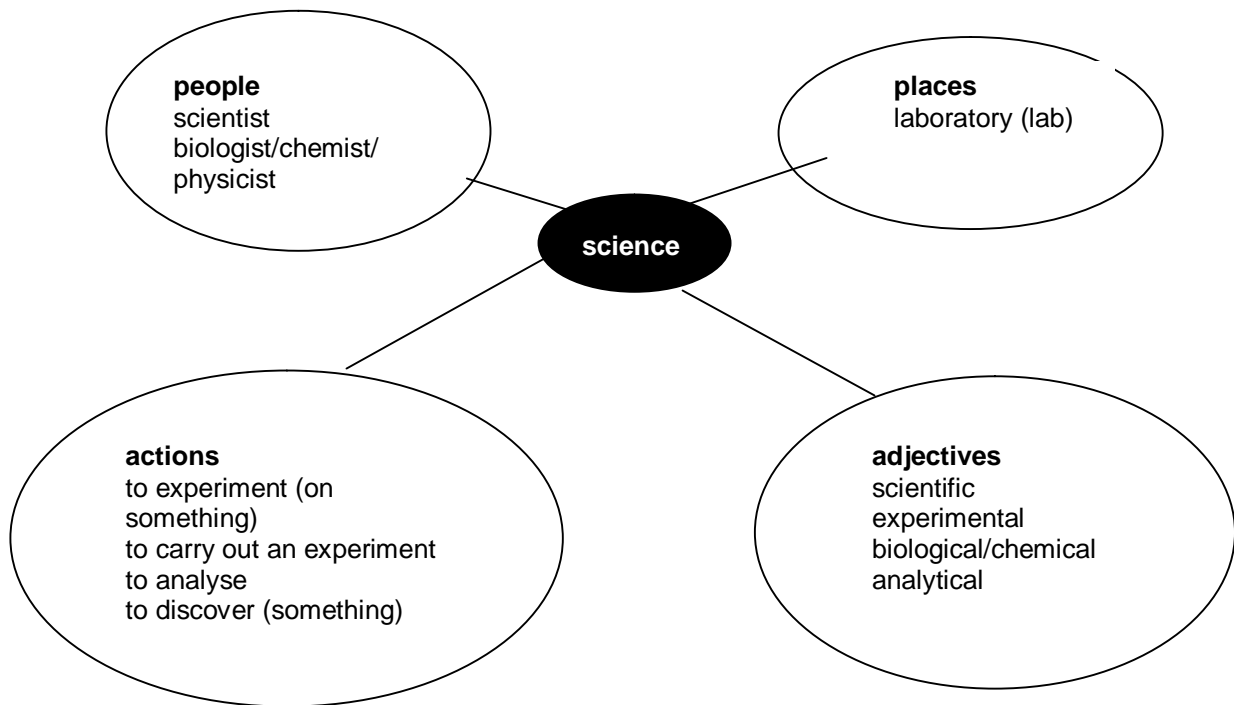 people
scientist
biologist/chemist/
physicist
places
laboratory (lab)
science
actions
to experiment (on
something)
to carry out an experiment
to analyse
to discover (something)
adjectives
scientific
experimental
biological/chemical
analytical